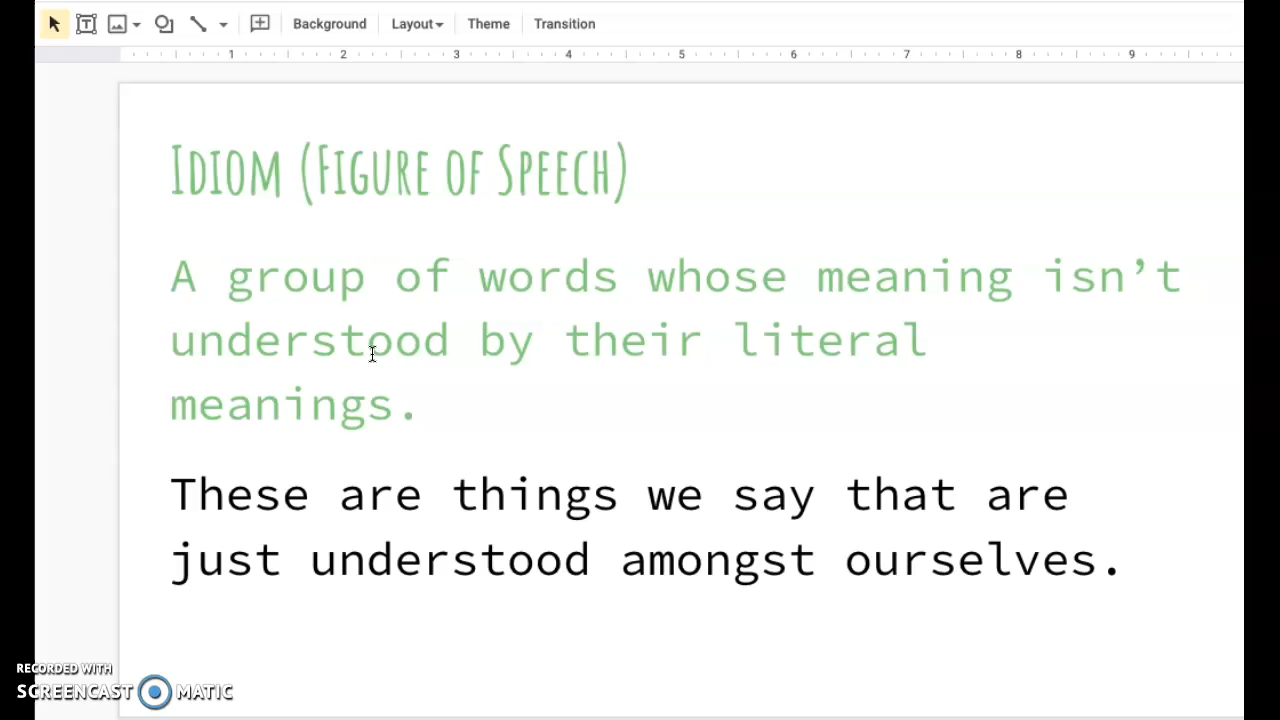 Background Layout Theme Transition
1 2 3 4 5 6 7 8 9
Idiom (Figure of Speech)
A group of words whose meaning isn’t
understood by their literal
meanings.
These are things we say that are
just understood amongst ourselves.
RECORDED WITH
SCREENCAST MATIC